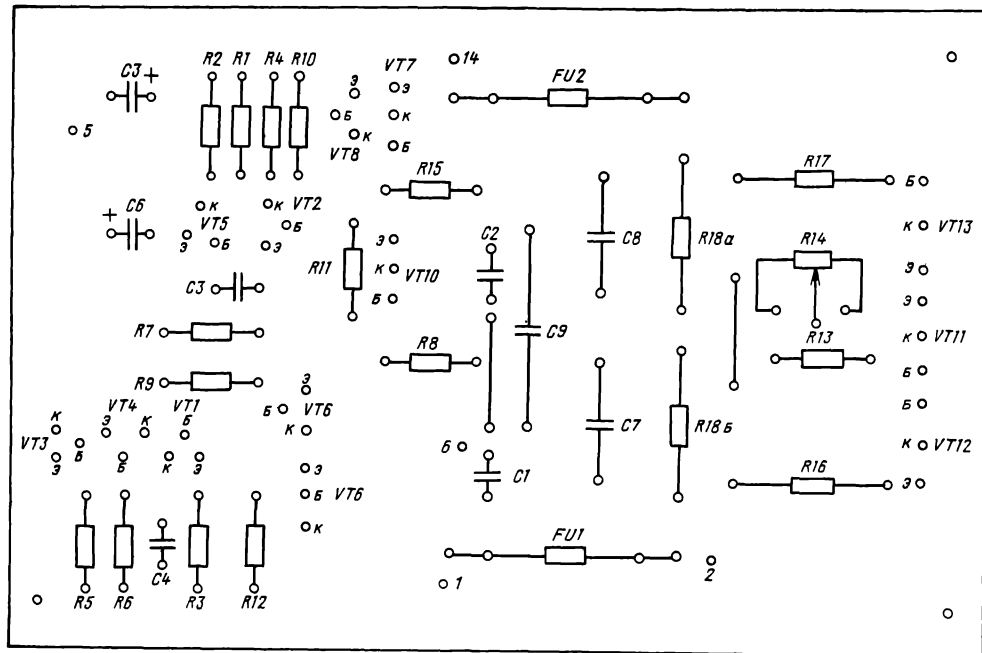 R2 R1 R4 R10
VT7
14
C3 +
Э
Э
FU2
5
Б
К
К
VT8
Б
R15
R17
Б
+ C6
К
VT5
Э
Б
К
VT2
Б
Э
R11
Э
К VT10
Б
C2
C8
R18а
К VT13
R14
Э
Э
C3
R7
R8
C9
R13
К VT11
R9
Э
Б
VT6
К
Б
Б
К
VT3
Б
Э
VT4
Э
К
Б
VT1
Б
К
Э
Э
Б VT6
К
Б
C1
C7
R18Б
К VT12
R16
Э
C4
R5 R6 R3 R12
FU1
1
2